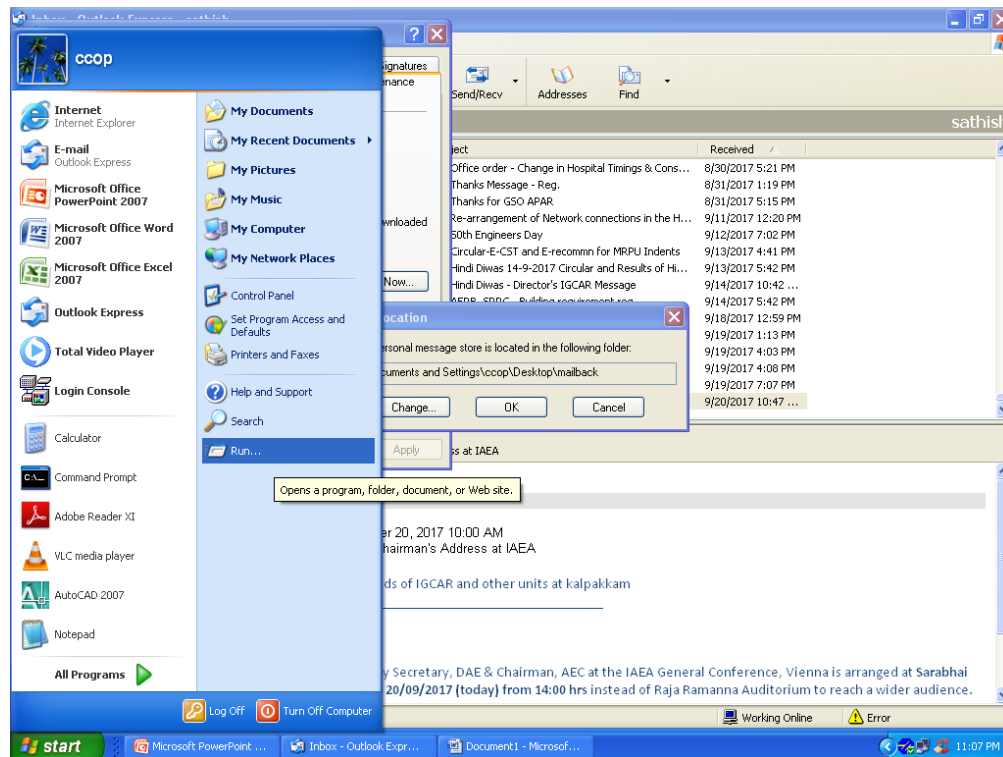 Inbox - Outlook Express - sathish
ccop
Internet
Internet Explorer
E-mail
Outlook Express
Microsoft Office
PowerPoint 2007
Microsoft Office Word
2007
Microsoft Office Excel
2007
Outlook Express
Total Video Player
Login Console
Calculator
Command Prompt
Adobe Reader XI
VLC media player
AutoCAD 2007
Notepad
All Programs
My Documents
My Recent Documents
My Pictures
My Music
My Computer
My Network Places
Control Panel
Set Program Access and
Defaults
Printers and Faxes
Help and Support
Search
Run...
Opens a program, folder, document, or Web site.
Log Off
Turn Off Computer
ignatures
enance
wnloaded
Now...
Apply
Send/Recv
Addresses
Find
sathish
ject
Received
Office order - Change in Hospital Timings & Cons...
8/30/2017 5:21 PM
Thanks Message - Reg.
8/31/2017 1:19 PM
Thanks for GSO APAR
8/31/2017 5:15 PM
Re-arrangement of Network connections in the H...
9/11/2017 12:20 PM
50th Engineers Day
9/12/2017 7:02 PM
Circular-E-CST and E-recommn for MRPU Indents
9/13/2017 4:41 PM
Hindi Diwas 14-9-2017 Circular and Results of Hi...
9/13/2017 5:42 PM
Hindi Diwas - Director's IGCAR Message
9/14/2017 10:42 ...
9/14/2017 5:42 PM
9/18/2017 12:59 PM
9/19/2017 1:13 PM
9/19/2017 4:03 PM
9/19/2017 4:08 PM
9/19/2017 7:07 PM
9/20/2017 10:47 ...
ocation
ersonal message store is located in the following folder:
cuments and Settings\ccop\Desktop\mailback
Change...
OK
Cancel
ss at IAEA
er 20, 2017 10:00 AM
hairman's Address at IAEA
ds of IGCAR and other units at kalpakkam
y Secretary, DAE & Chairman, AEC at the IAEA General Conference, Vienna is arranged at Sarabhai
20/09/2017 (today) from 14:00 hrs instead of Raja Ramanna Auditorium to reach a wider audience.
Working Online
Error
start
Microsoft PowerPoint ...
Inbox - Outlook Expr...
Document1 - Microsof...
11:07 PM